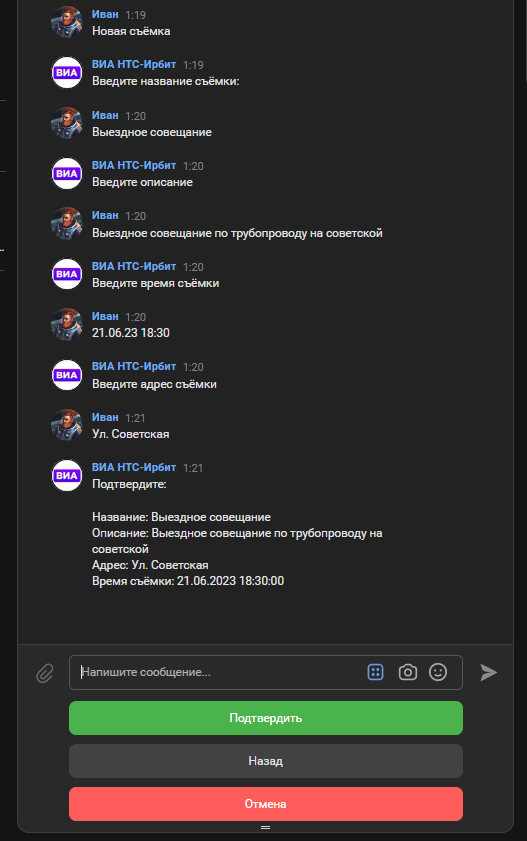 Иван 1:19
Новая съёмка
ВИА ВИА НТС-Ирбит 1:19
Введите название съёмки:
Иван 1:20
Выездное совещание
ВИА ВИА НТС-Ирбит 1:20
Введите описание
Иван 1:20
Выездное совещание по трубопроводу на советской
ВИА ВИА НТС-Ирбит 1:20
Введите время съёмки
Иван 1:20
21.06.23 18:30
ВИА ВИА НТС-Ирбит 1:20
Введите адрес съёмки
Иван 1:21
Ул. Советская
ВИА ВИА НТС-Ирбит 1:21
Подтвердите:
Название: Выездное совещание
Описание: Выездное совещание по трубопроводу на
советской
Адрес: Ул. Советская
Время съёмки: 21.06.2023 18:30:00
Напишите сообщение...
Подтвердить
Назад
Отмена